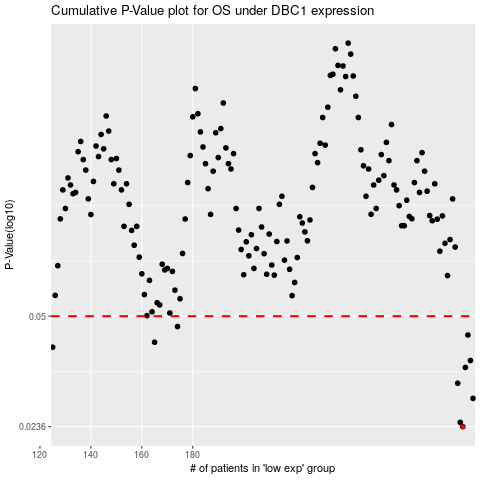 Cumulative P-Value plot for OS under DBC1 expression
P-Value(log10)
0.05
0.0236
120 140 160 180
# of patients in 'low exp' group